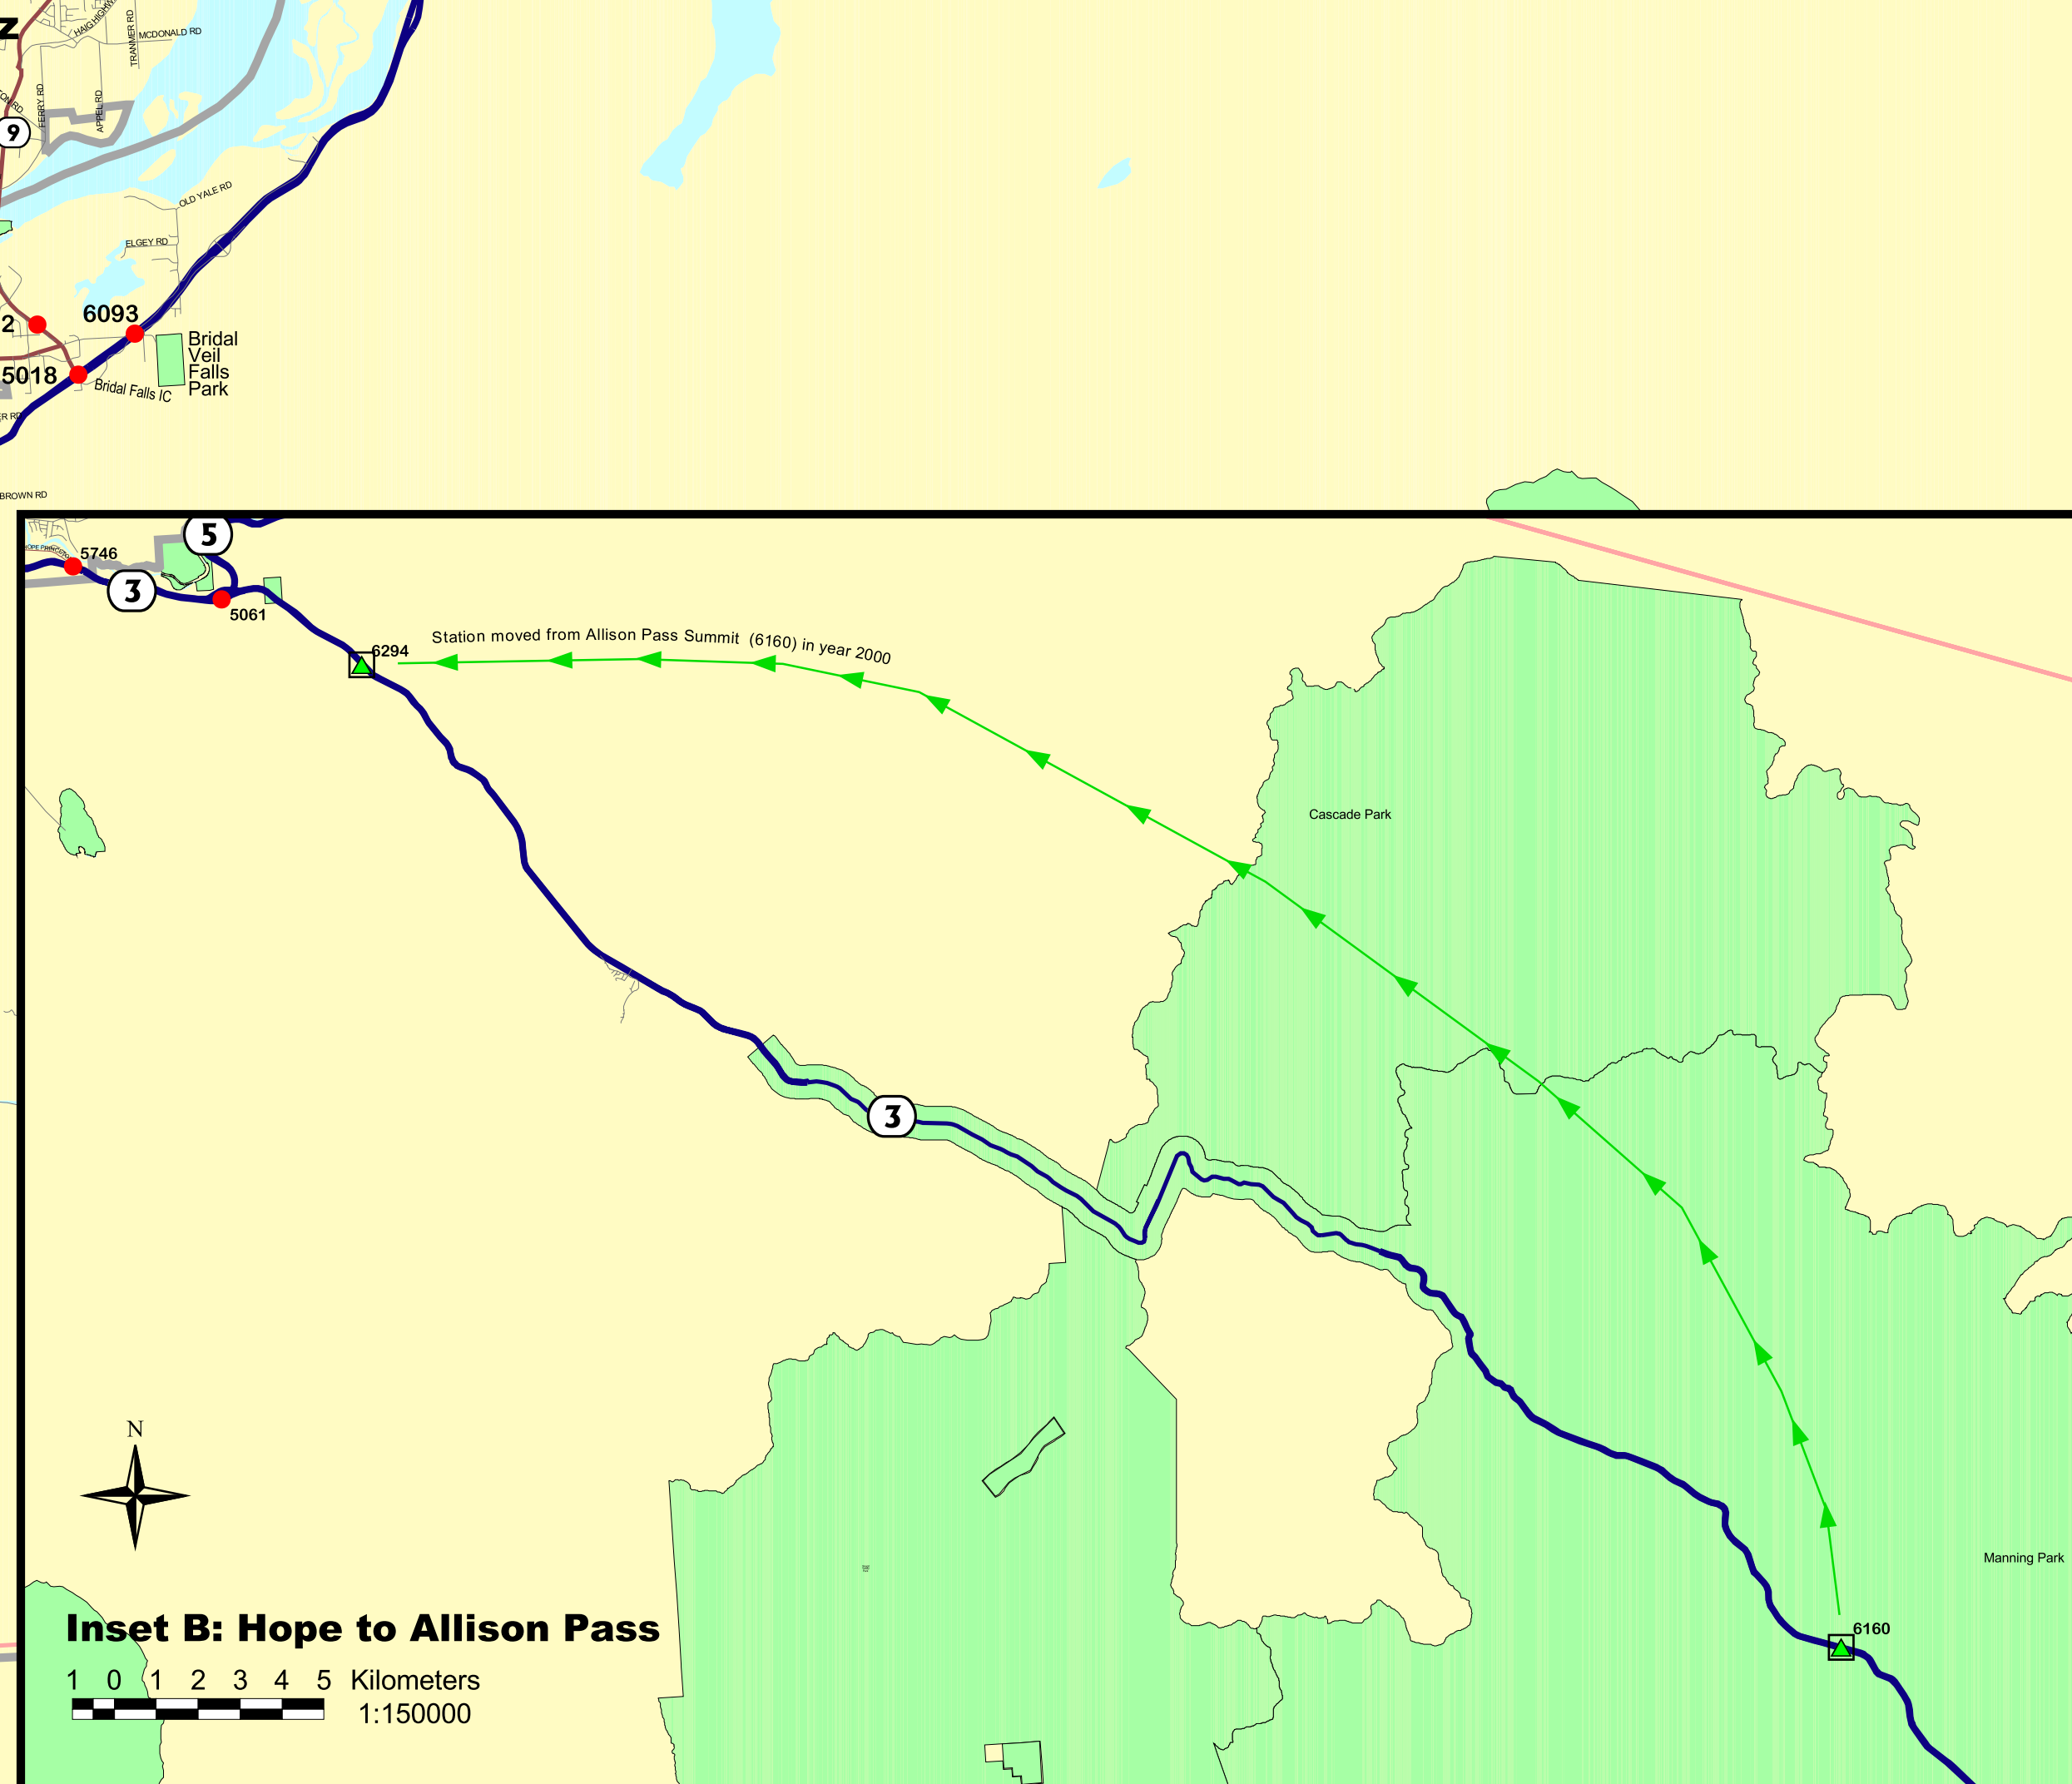 Z
HAIG HIGHWAY
TRANMER RD
MCDONALD RD
FERRY RD
APPEL RD
9
OLD YALE RD
ELGEY RD
6093
2
5018
Bridal Falls IC
Bridal
Veil
Falls
Park
ER RD
BROWN RD
5
5746
3
5061
6294
Station moved from Allison Pass Summit (6160) in year 2000
Cascade Park
3
N
Manning Park
6160
Inset B: Hope to Allison Pass
1 0 1 2 3 4 5 Kilometers
1:150000